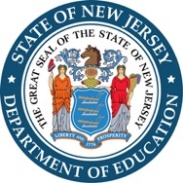 STATE OF NEW JERSEY
THE GREAT SEAL OF THE STATE OF NEW JERSEY
LIBERTY AND PROSPERITY
1776
DEPARTMENT OF EDUCATION